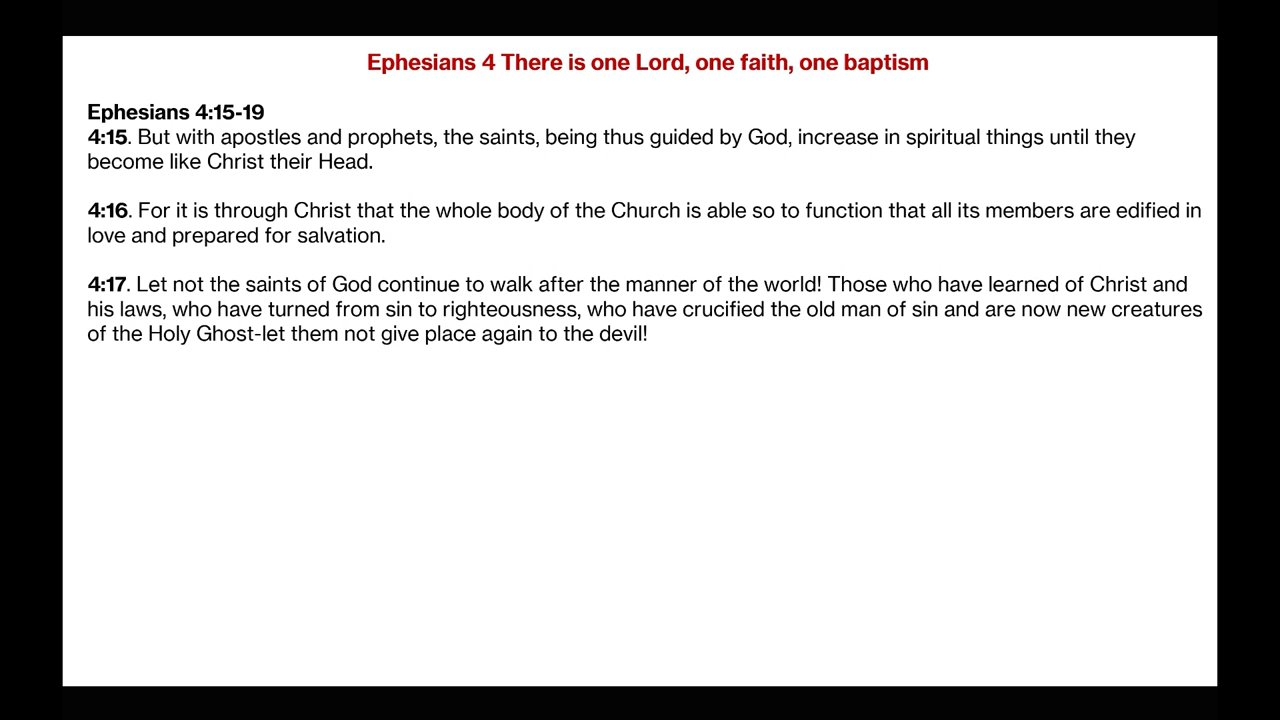 Ephesians 4 There is one Lord, one faith, one baptism
Ephesians 4:15-19
4:15. But with apostles and prophets, the saints, being thus guided by God, increase in spiritual things until they
become like Christ their Head.
4:16. For it is through Christ that the whole body of the Church is able so to function that all its members are edified in
love and prepared for salvation.
4:17. Let not the saints of God continue to walk after the manner of the world! Those who have learned of Christ and
his laws, who have turned from sin to righteousness, who have crucified the old man of sin and are now new creatures
of the Holy Ghost-let them not give place again to the devil!